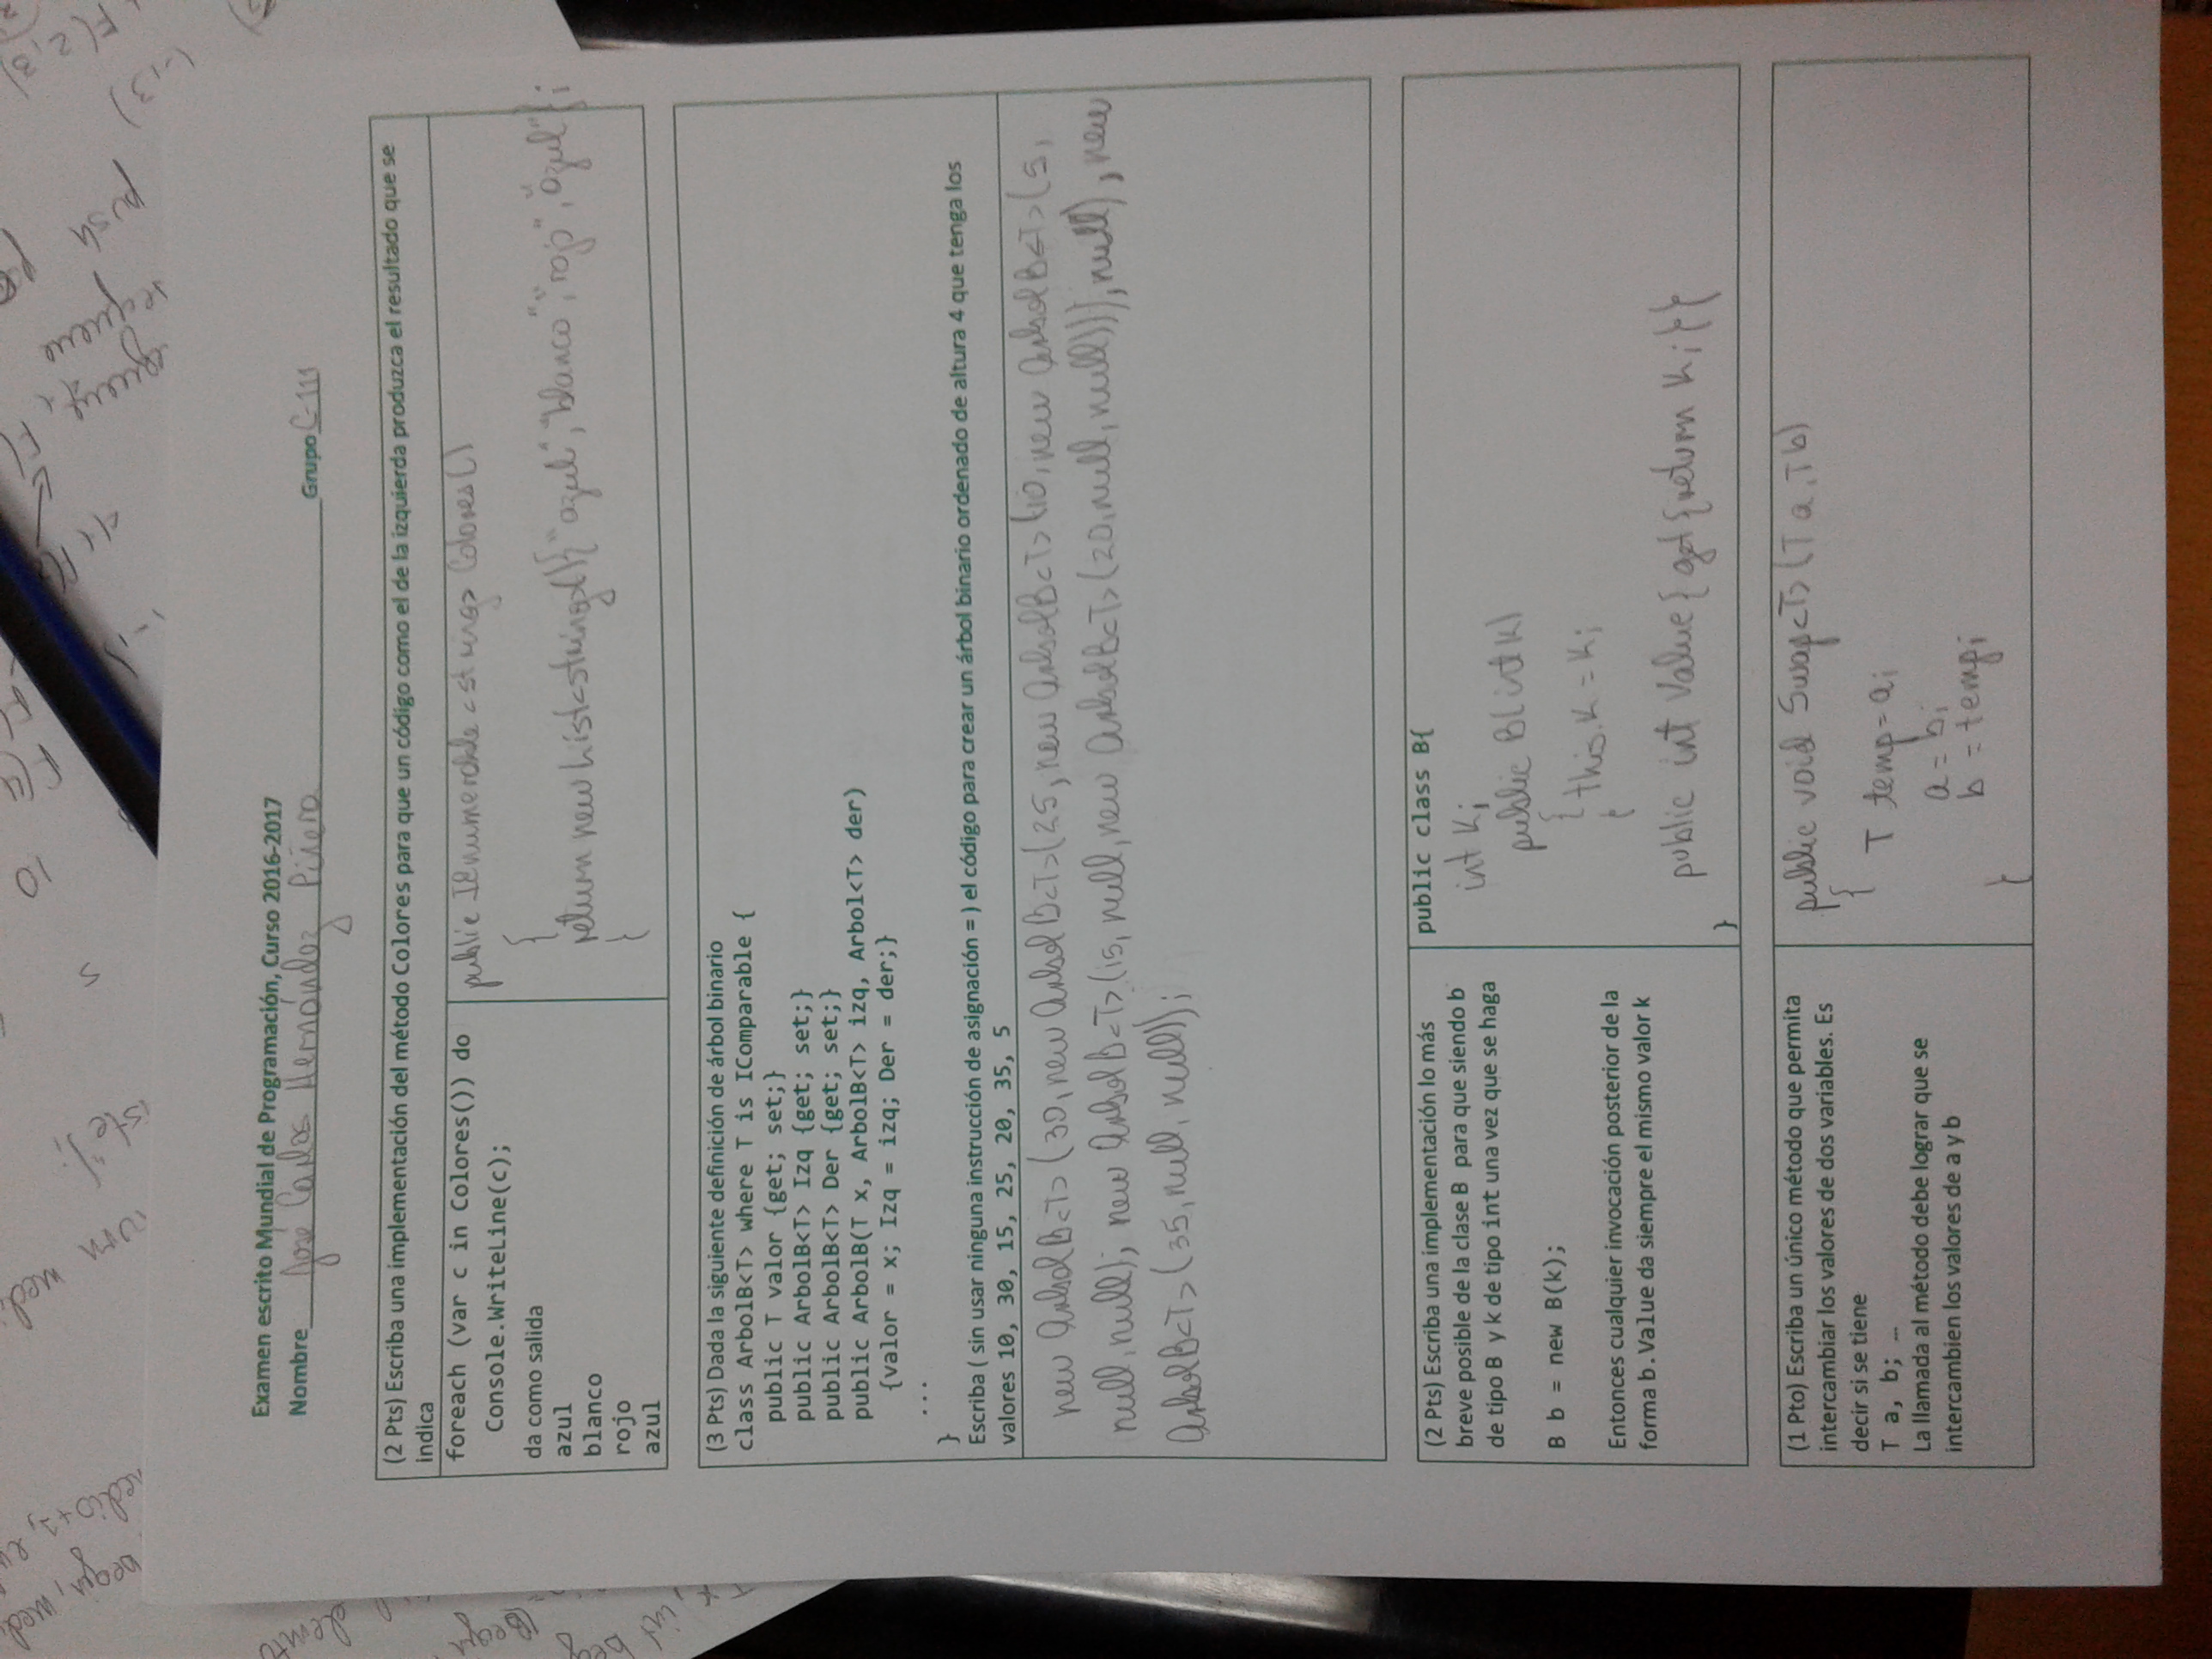 Examen escrito Mundial de Programación, Curso 2016-2017
Nombre José Carlos Hernández Piñera Grupo C-111
(2 Pts) Escriba una implementación del método Colores para que un código como el de la izquierda produzca el resultado que se
indica
foreach (var c in Colores()) do
Console.WriteLine(c);
da como salida
azul
blanco
rojo
azul
public IEnumerable<string> Colores()
{
return new List<string>(){"azul","blanco","rojo","azul"};
}
(3 Pts) Dada la siguiente definición de árbol binario
class ArbolB<T> where T is IComparable {
public T valor {get; set;}
public ArbolB<T> Izq {get; set;}
public ArbolB<T> Der {get; set;}
public ArbolB(T x, ArbolB<T> izq, Arbol<T> der)
{valor = x; Izq = izq; Der = der;}
...
}
Escriba ( sin usar ninguna instrucción de asignación = ) el código para crear un árbol binario ordenado de altura 4 que tenga los
valores 10, 30, 15, 25, 20, 35, 5
new ArbolB<T>(30, new ArbolB<T>(25, new ArbolB<T>(10, new ArbolB<T>(5,
null, null); new ArbolB<T>(15, null, new ArbolB<T>(20, null, null))), null), new
ArbolB<T>(35, null, null));
(2 Pts) Escriba una implementación lo más
breve posible de la clase B para que siendo b
de tipo B y k de tipo int una vez que se haga
B b = new B(k);
Entonces cualquier invocación posterior de la
forma b.Value da siempre el mismo valor k
public class B{
int K;
public B(int K)
{
this.K = K;
}
public int Value{ get {return K;}}
}
(1 Pto) Escriba un único método que permita
intercambiar los valores de dos variables. Es
decir si se tiene
T a, b; …
La llamada al método debe lograr que se
intercambien los valores de a y b
public void Swap<T>(T a, T b)
{
T temp = a;
a = b;
b = temp;
}